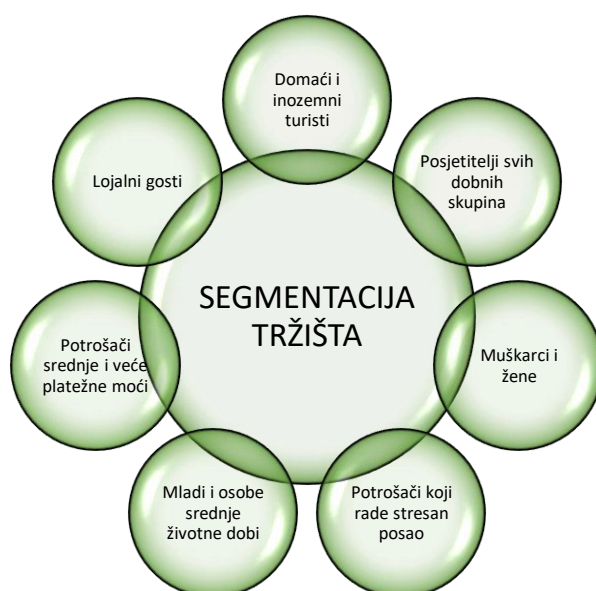 Domaći i
inozemni
turisti
Posjetitelji svih
dobnih
skupina
Muškarci i
žene
Potrošači koji
rade stresan
posao
Mladi i osobe
srednje
životne dobi
Potrošači
srednje i veće
platežne moći
Lojalni gosti
SEGMENTACIJA
TRŽIŠTA